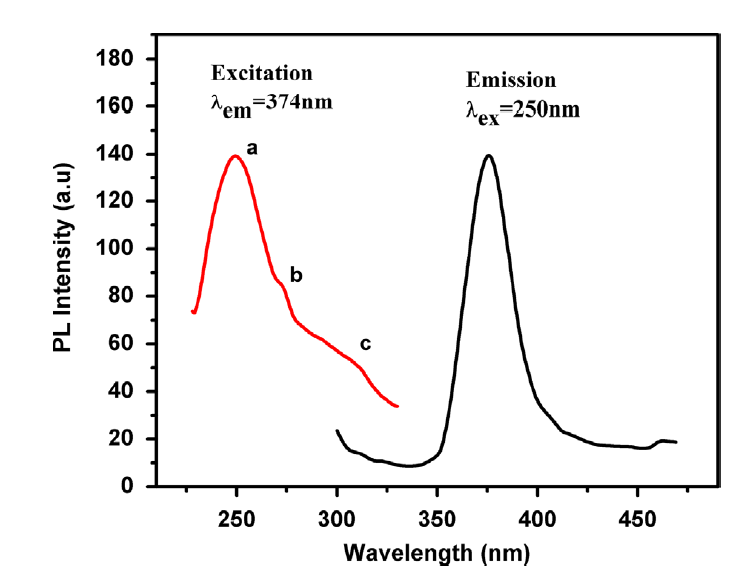 Excitation
λem=374nm
Emission
λex=250nm
a
b
c
PL Intensity (a.u)
180
160
140
120
100
80
60
40
20
0
250 300 350 400 450
Wavelength (nm)